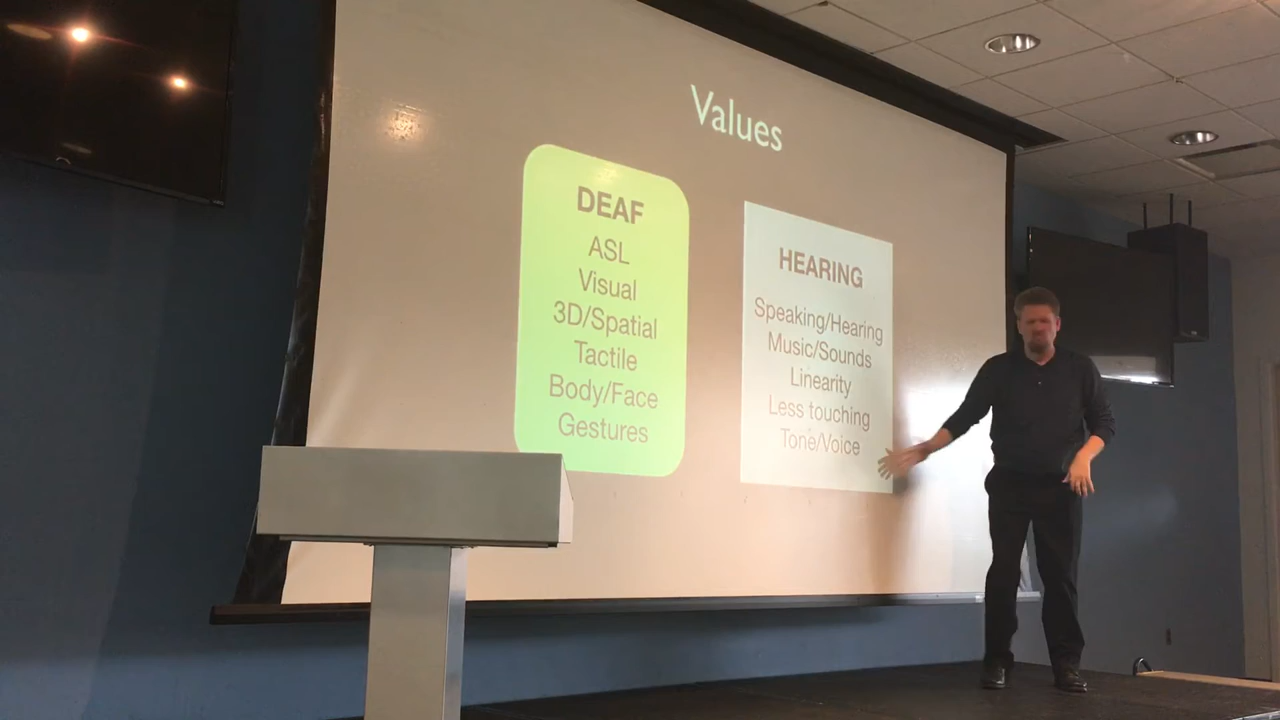 Values
DEAF
ASL
Visual
3D/Spatial
Tactile
Body/Face
Gestures
HEARING
Speaking/Hearing
Music/Sounds
Linearity
Less touching
Tone/Voice